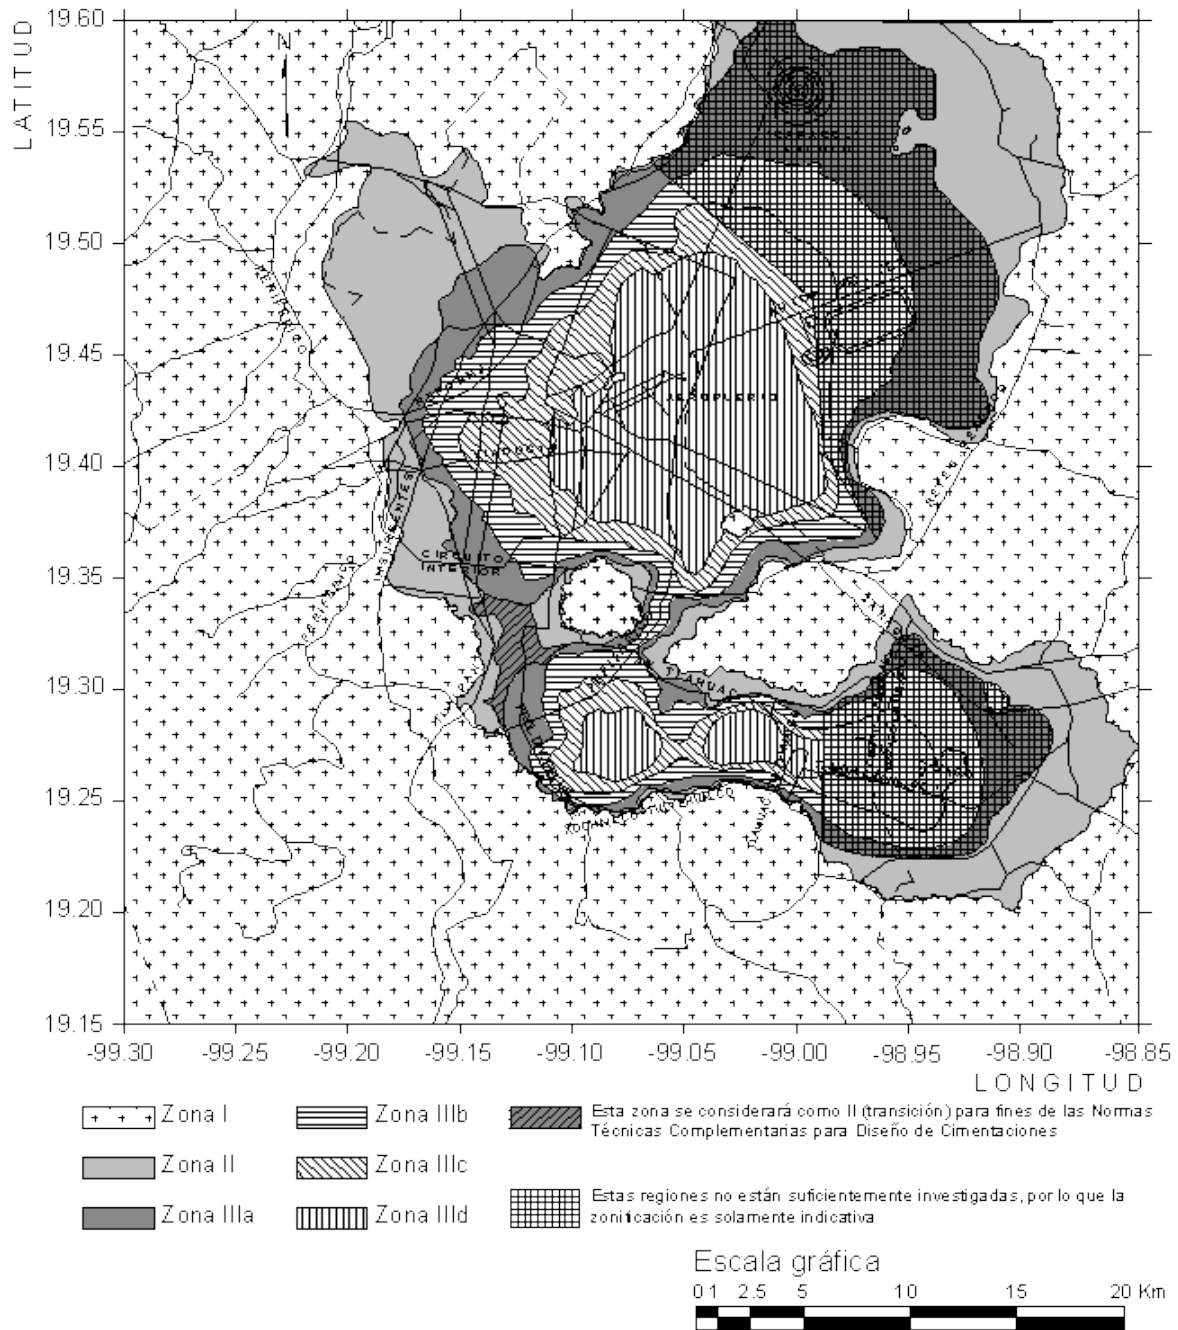 LATITUD
19.60
19.55
19.50
19.45
19.40
19.35
19.30
19.25
19.20
19.15
-99.30
-99.25
-99.20
-99.15
-99.10
-99.05
-99.00
-98.95
-98.90
-98.85
LONGITUD
AEROPUERTO
INSURGENTES
CIRCUITO
INTERIOR
PERIFERICO
TLAHUAC
TLAHUAC
Zona I
Zona II
Zona IIIa
Zona IIIb
Zona IIIc
Zona IIId
Esta zona se considerará como II (transición) para fines de las Normas
Técnicas Complementarias para Diseño de Cimentaciones
Estas regiones no están suficientemente investigadas, por lo que la
zonificación es solamente indicativa
Escala gráfica
0 1 2.5 5 10 15 20 Km